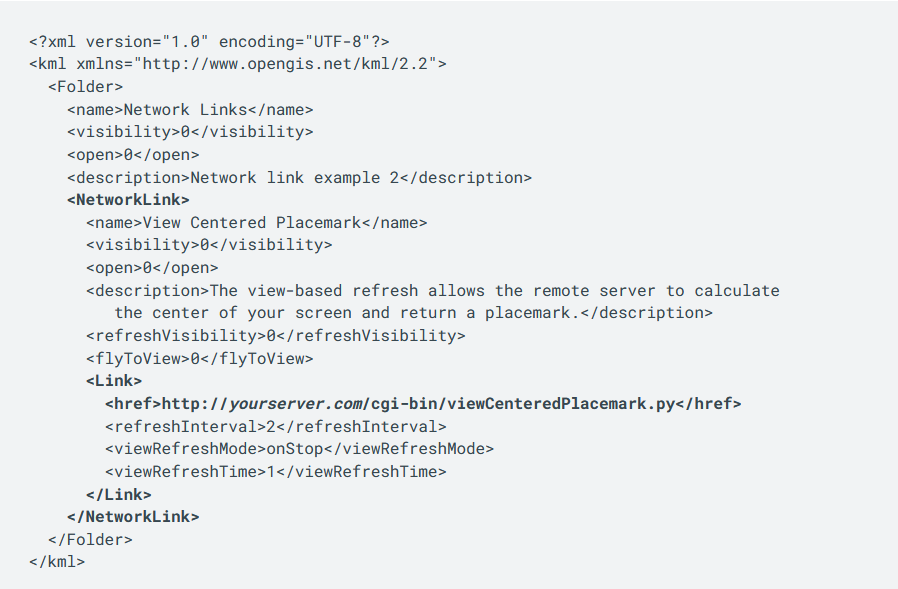 <?xml version="1.0" encoding="UTF-8"?>
<kml xmlns="http://www.opengis.net/kml/2.2">
  <Folder>
    <name>Network Links</name>
    <visibility>0</visibility>
    <open>0</open>
    <description>Network link example 2</description>
    <NetworkLink>
      <name>View Centered Placemark</name>
      <visibility>0</visibility>
      <open>0</open>
      <description>The view-based refresh allows the remote server to calculate
         the center of your screen and return a placemark.</description>
      <refreshVisibility>0</refreshVisibility>
      <flyToView>0</flyToView>
      <Link>
        <href>http://yourserver.com/cgi-bin/viewCenteredPlacemark.py</href>
        <refreshInterval>2</refreshInterval>
        <viewRefreshMode>onStop</viewRefreshMode>
        <viewRefreshTime>1</viewRefreshTime>
      </Link>
    </NetworkLink>
  </Folder>
</kml>